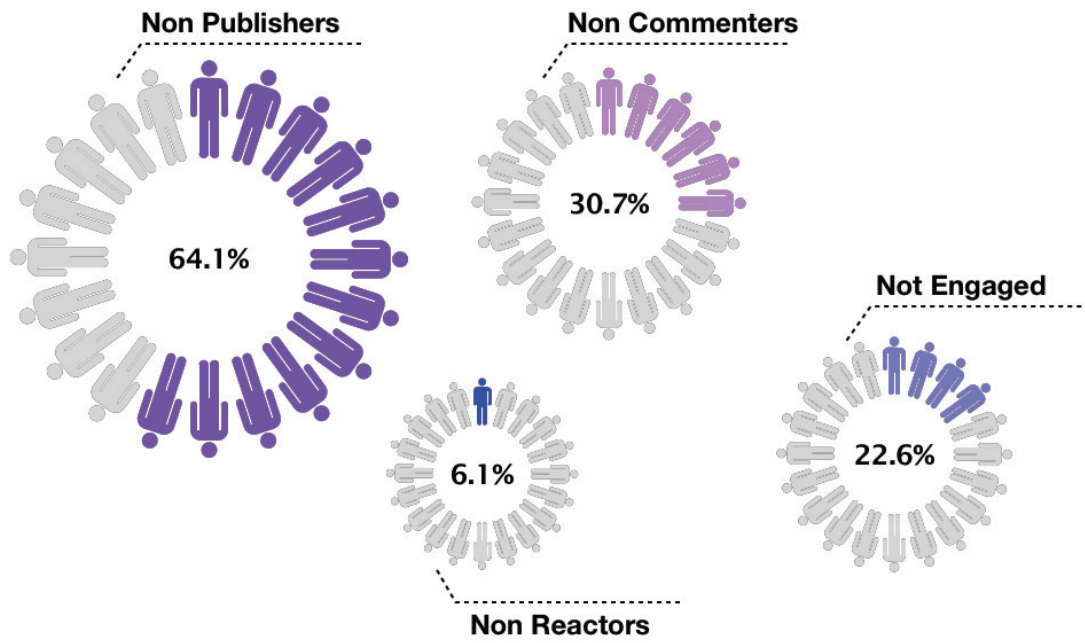 Non Publishers
64.1%
Non Commenters
30.7%
Not Engaged
22.6%
6.1%
Non Reactors